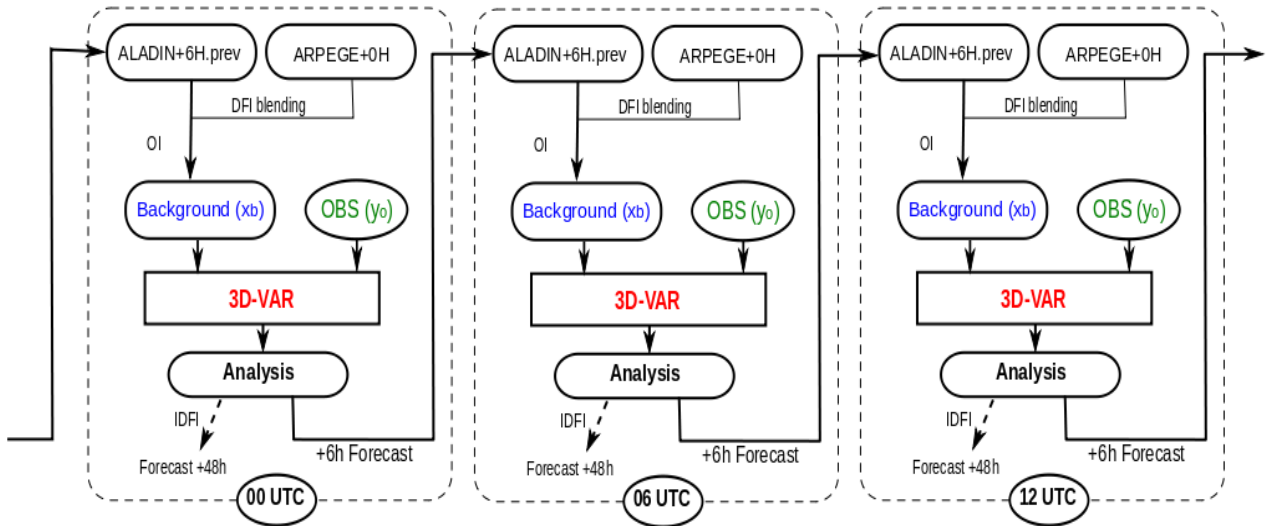 ALADIN+6H.prev
ARPEGE+0H
DFI blending
OI
Background (xb)
OBS (yo)
3D-VAR
Analysis
IDFI
+6h Forecast
Forecast +48h
00 UTC
ALADIN+6H.prev
ARPEGE+0H
DFI blending
OI
Background (xb)
OBS (yo)
3D-VAR
Analysis
IDFI
+6h Forecast
Forecast +48h
06 UTC
ALADIN+6H.prev
ARPEGE+0H
DFI blending
OI
Background (xb)
OBS (yo)
3D-VAR
Analysis
IDFI
+6h Forecast
Forecast +48h
12 UTC